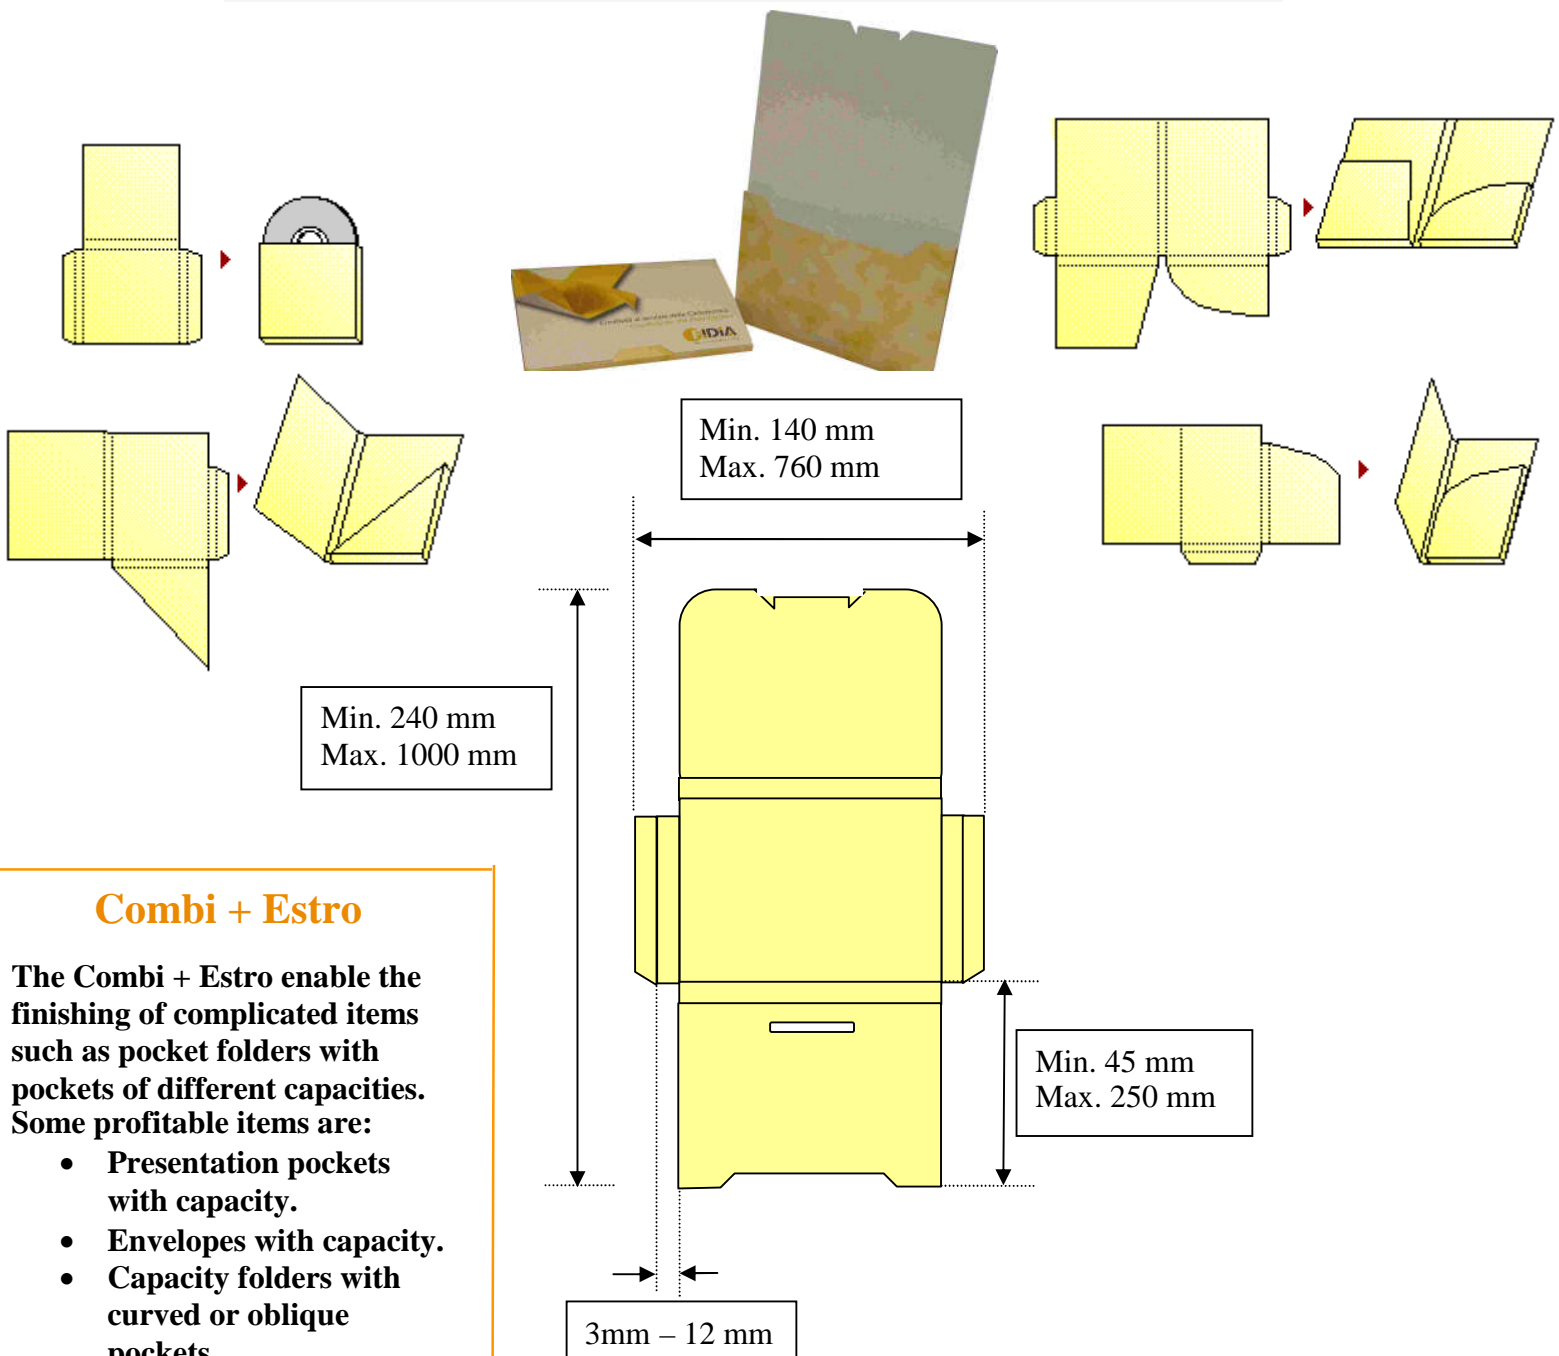 BIDiA
Min. 140 mm
Max. 760 mm
Min. 240 mm
Max. 1000 mm
Combi + Estro
The Combi + Estro enable the
finishing of complicated items
such as pocket folders with
pockets of different capacities.
Some profitable items are:
• Presentation pockets
with capacity.
• Envelopes with capacity.
• Capacity folders with
curved or oblique
pockets
Min. 45 mm
Max. 250 mm
3mm – 12 mm